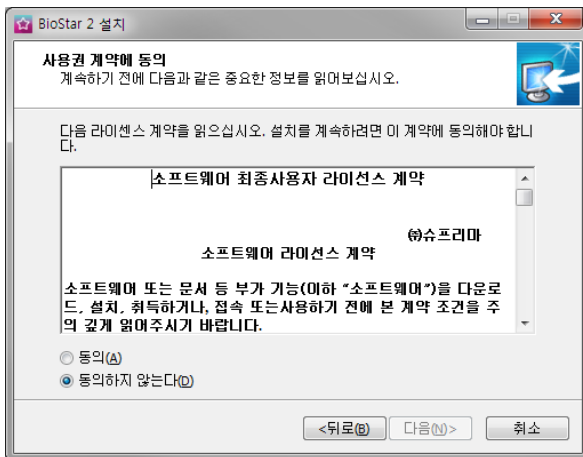 BioStar 2 설치
사용권 계약에 동의
계속하기 전에 다음과 같은 중요한 정보를 읽어보십시오.
다음 라이센스 계약을 읽으십시오. 설치를 계속하려면 이 계약에 동의해야 합니
다.
소프트웨어 최종사용자 라이선스 계약
㈜슈프리마
소프트웨어 라이선스 계약
소프트웨어 또는 문서 등 부가 기능(이하 “소프트웨어”)을 다운로
드, 설치, 취득하거나, 접속 또는사용하기 전에 본 계약 조건을 주
의 깊게 읽어주시기 바랍니다.
동의(A)
동의하지 않는다(D)
<뒤로(B) 다음(N)> 취소